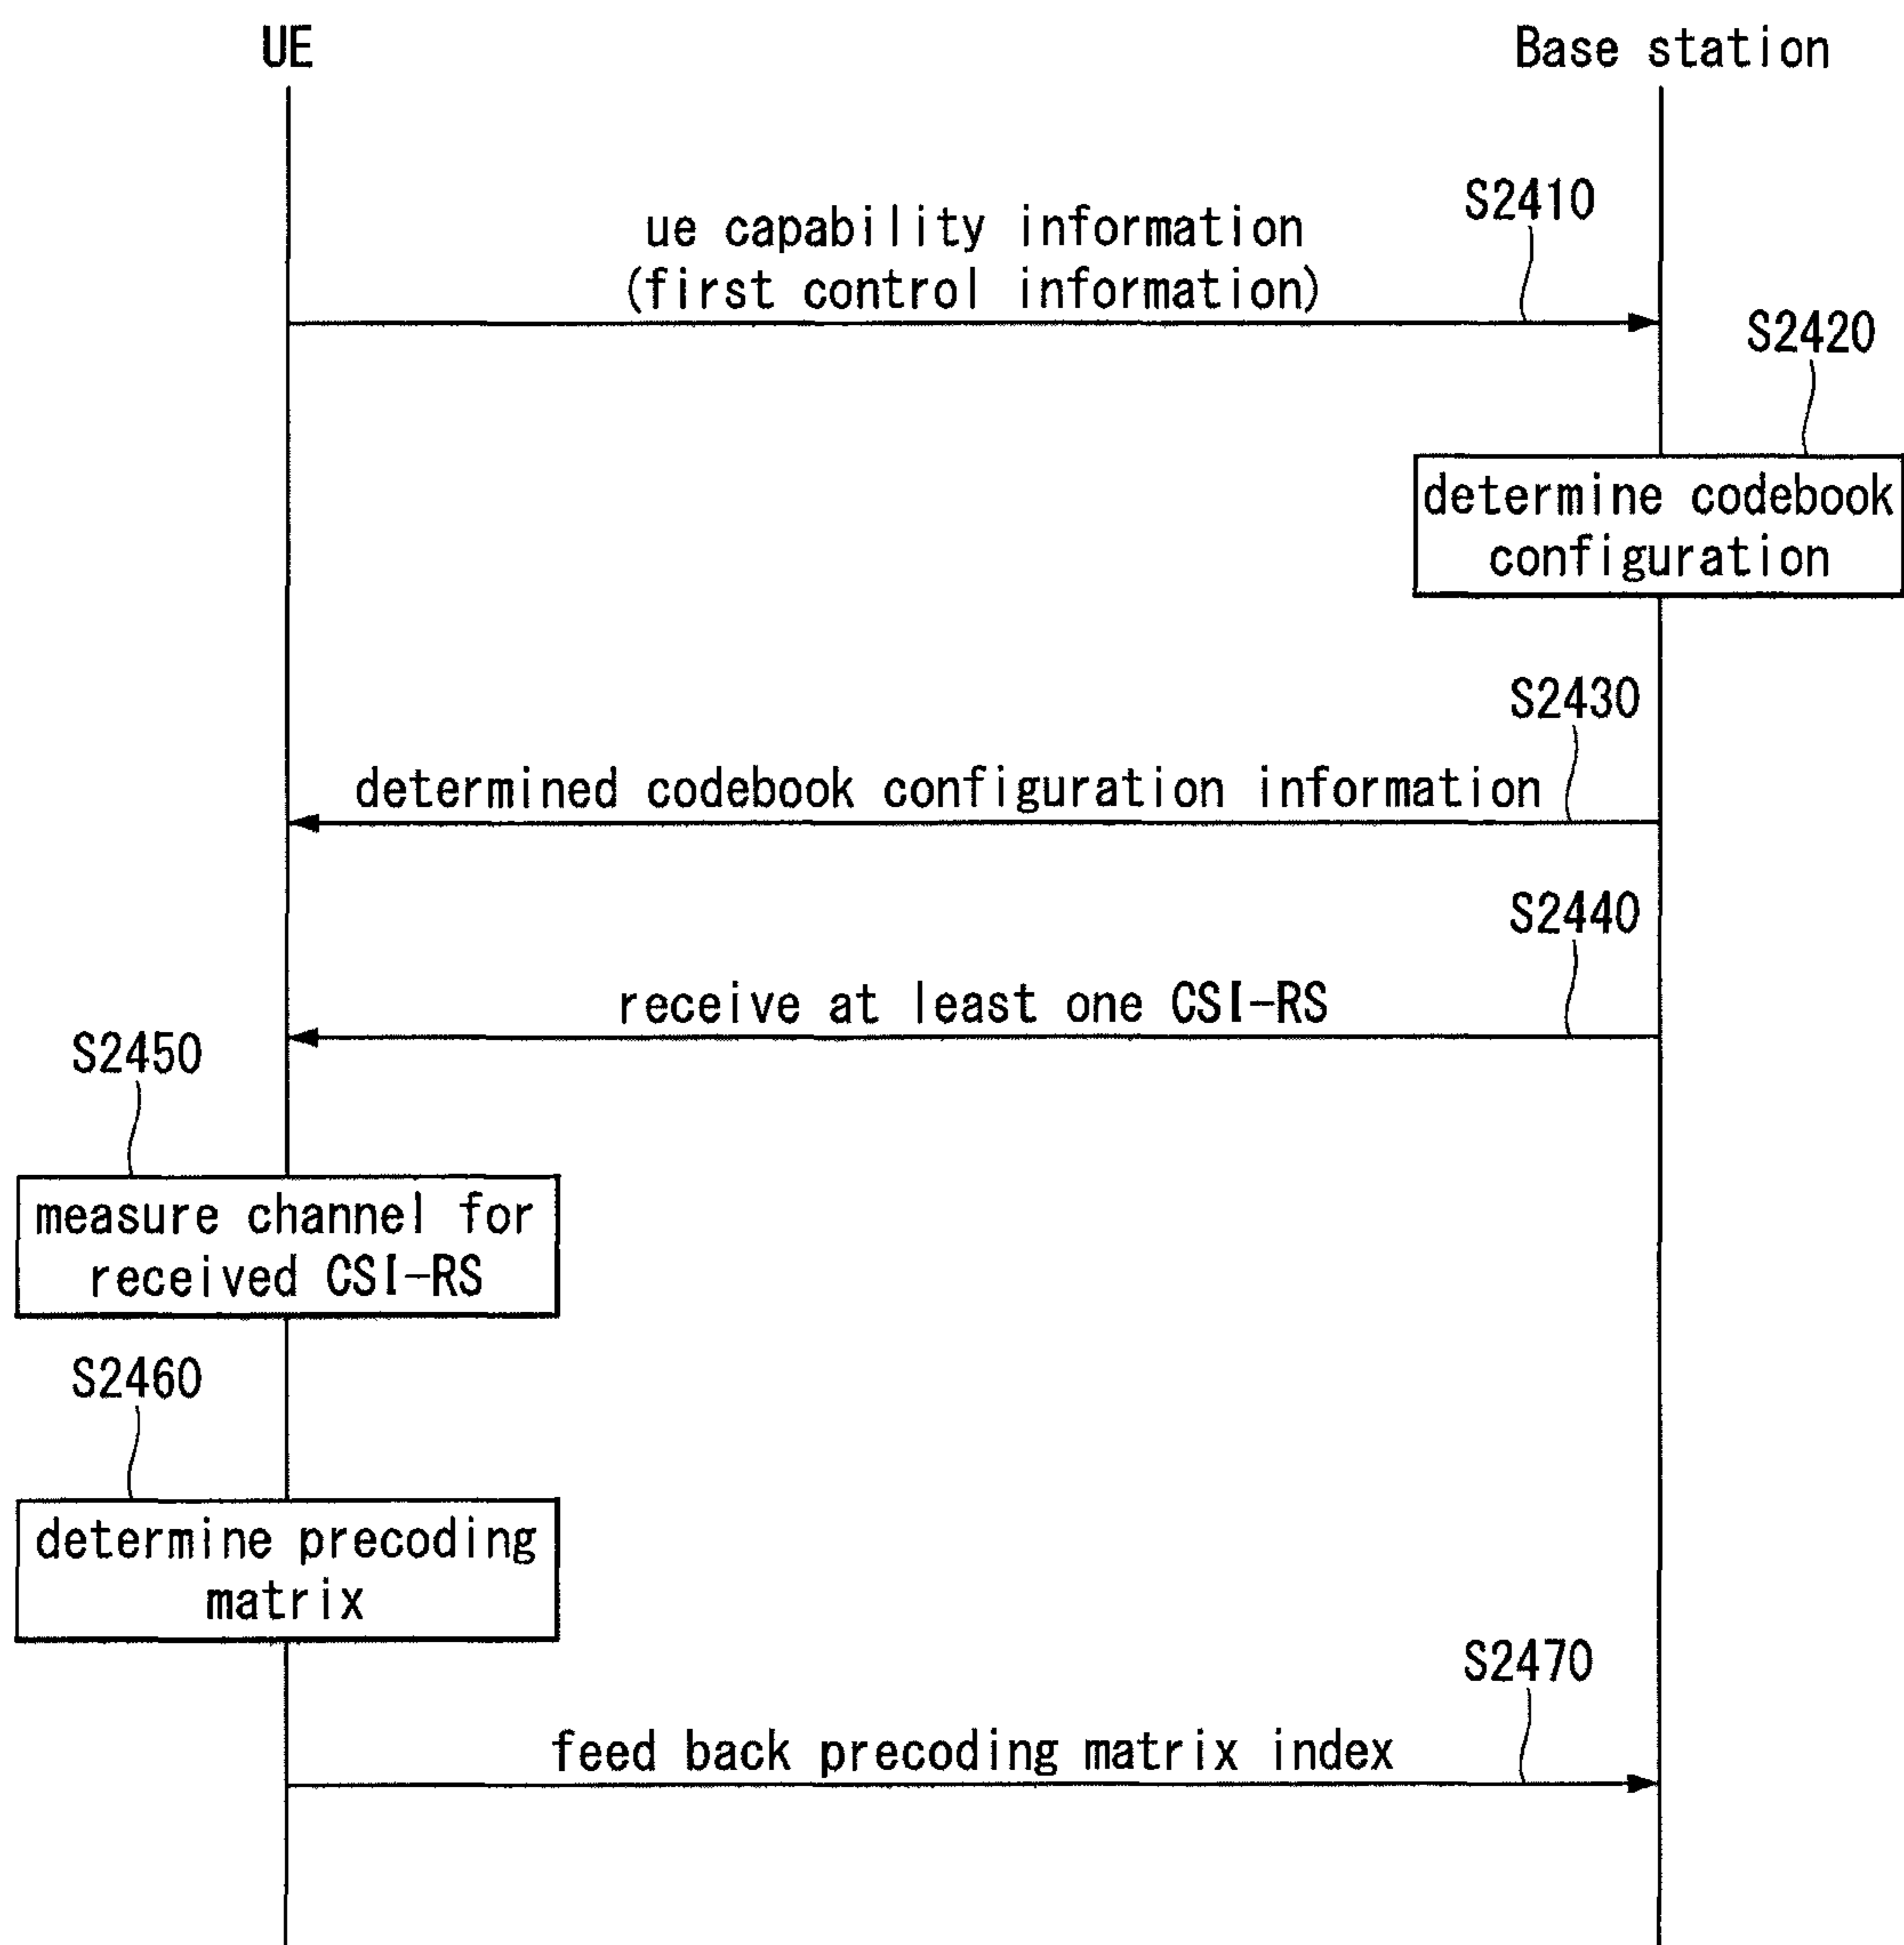 UE
Base station
S2410
ue capability information
(first control information)
S2420
determine codebook
configuration
S2430
determined codebook configuration information
S2440
receive at least one CSI-RS
S2450
measure channel for
received CSI-RS
S2460
determine precoding
matrix
S2470
feed back precoding matrix index